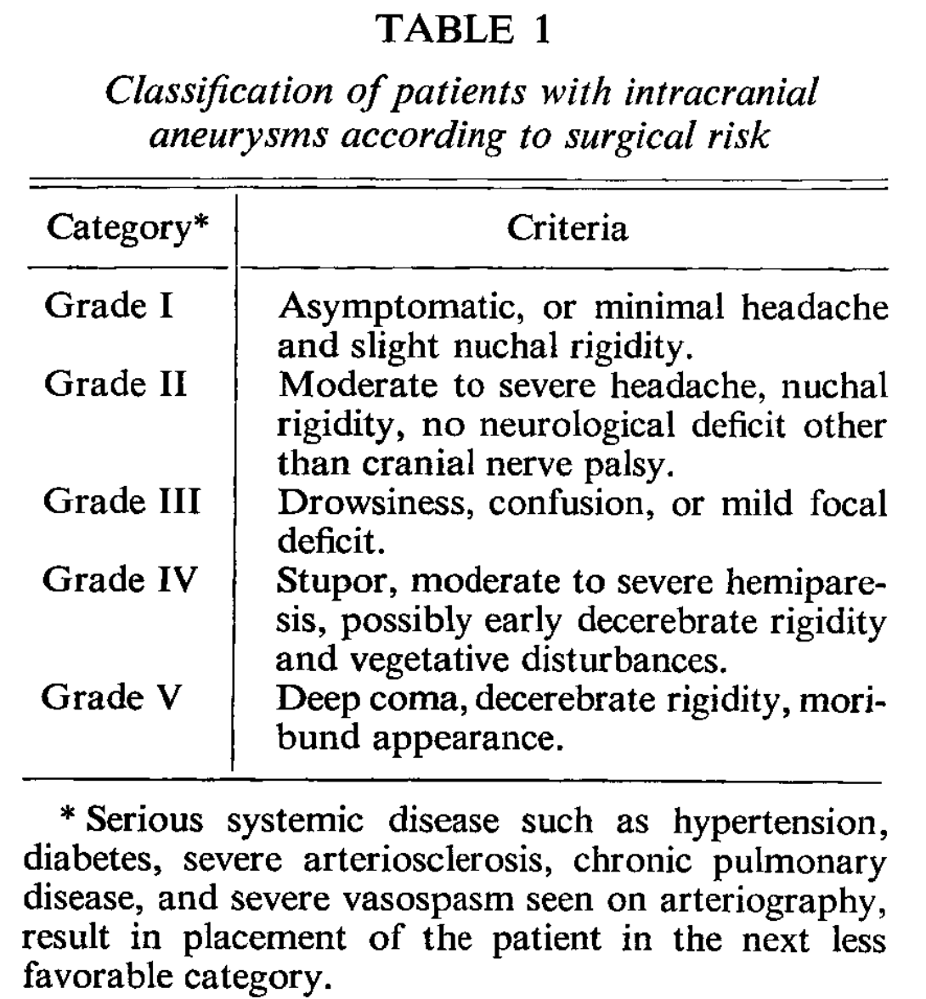 TABLE 1
Classification of patients with intracranial
aneurysms according to surgical risk
Category* Criteria
Grade I Asymptomatic, or minimal headache
and slight nuchal rigidity.
Grade II Moderate to severe headache, nuchal
rigidity, no neurological deficit other
than cranial nerve palsy.
Grade III Drowsiness, confusion, or mild focal
deficit.
Grade IV Stupor, moderate to severe hemipare-
sis, possibly early decerebrate rigidity
and vegetative disturbances.
Grade V Deep coma, decerebrate rigidity, mori-
bund appearance.
* Serious systemic disease such as hypertension,
diabetes, severe arteriosclerosis, chronic pulmonary
disease, and severe vasospasm seen on arteriography,
result in placement of the patient in the next less
favorable category.